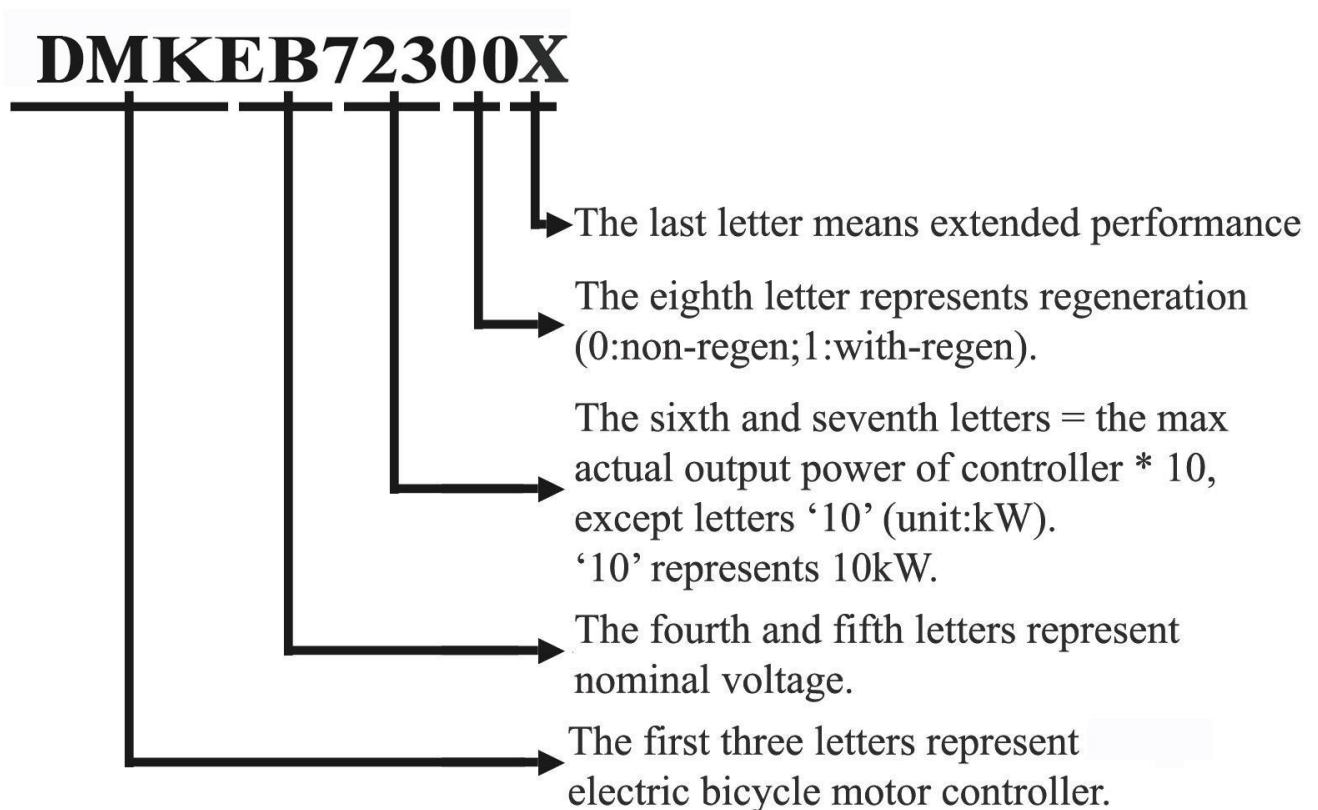 DMKEB72300X
The last letter means extended performance
The eighth letter represents regeneration
(0:non-regen;1:with-regen).
The sixth and seventh letters = the max
actual output power of controller * 10,
except letters ‘10’ (unit:kW).
‘10’ represents 10kW.
The fourth and fifth letters represent
nominal voltage.
The first three letters represent
electric bicycle motor controller.